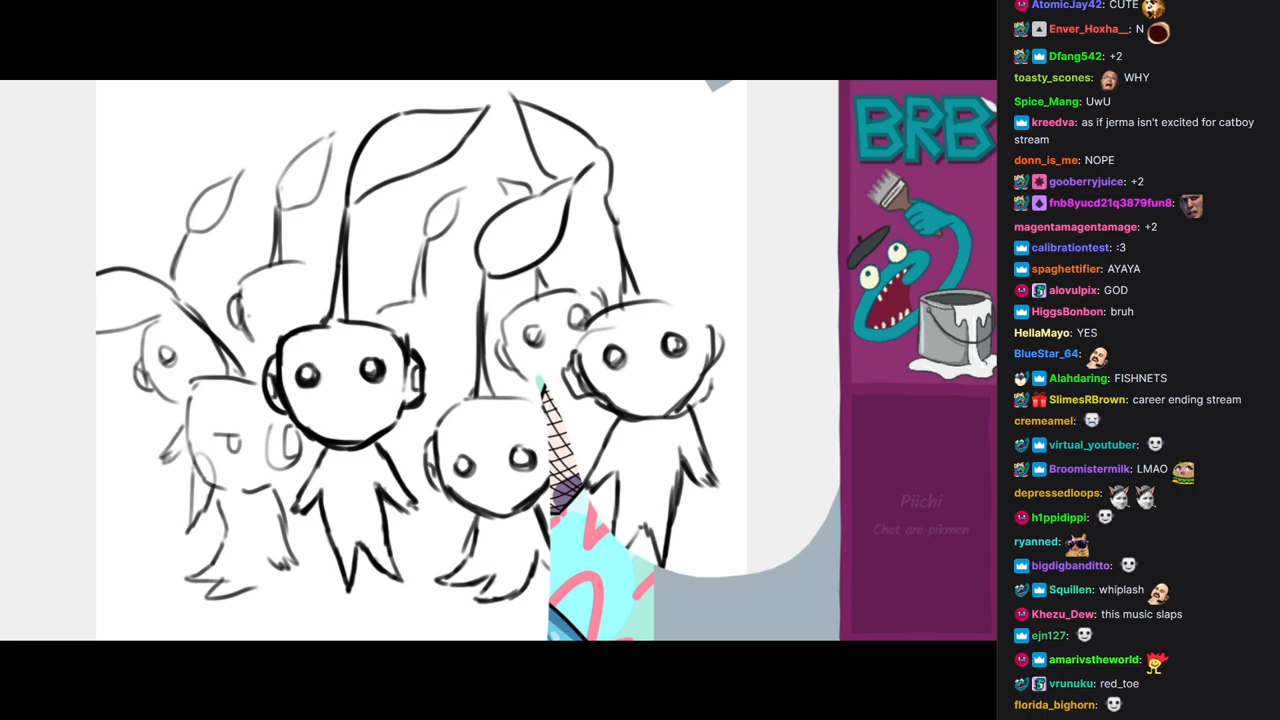 BRB
Piichi
Chat are pikmen
AtomicJay42: CUTE
Enver_Hoxha__: N
Dfang542: +2
toasty_scones: WHY
Spice_Mang: UwU
kreedva: as if jerma isn't excited for catboy
stream
donn_is_me: NOPE
gooberryjuice: +2
fnb8yucd21q3879fun8:
magentamagentamage: +2
calibrationtest: :3
spaghettifier: AYAYA
alovulpix: GOD
HiggsBonbon: bruh
HellaMayo: YES
BlueStar_64:
Alahdaring: FISHNETS
SlimesRBrown: career ending stream
cremeamel:
virtual_youtuber:
Broomistermilk: LMAO
depressedloops:
h1ppidippi:
ryanned:
bigdigbanditto:
Squillen: whiplash
Khezu_Dew: this music slaps
ejn127:
amarivstheworld:
vrunuku: red_toe
florida_bighorn: